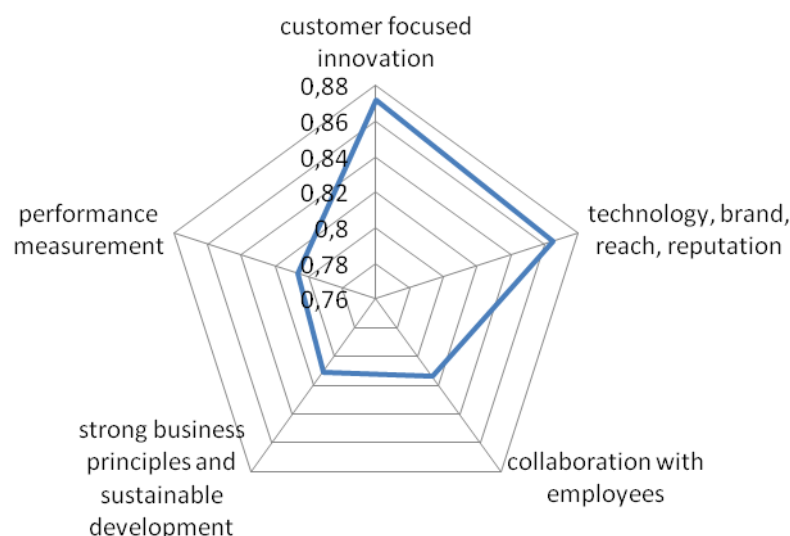 customer focused
innovation
0,88
0,86
0,84
0,82
0,8
0,78
0,76
technology, brand,
reach, reputation
collaboration with
employees
strong business
principles and
sustainable
development
performance
measurement